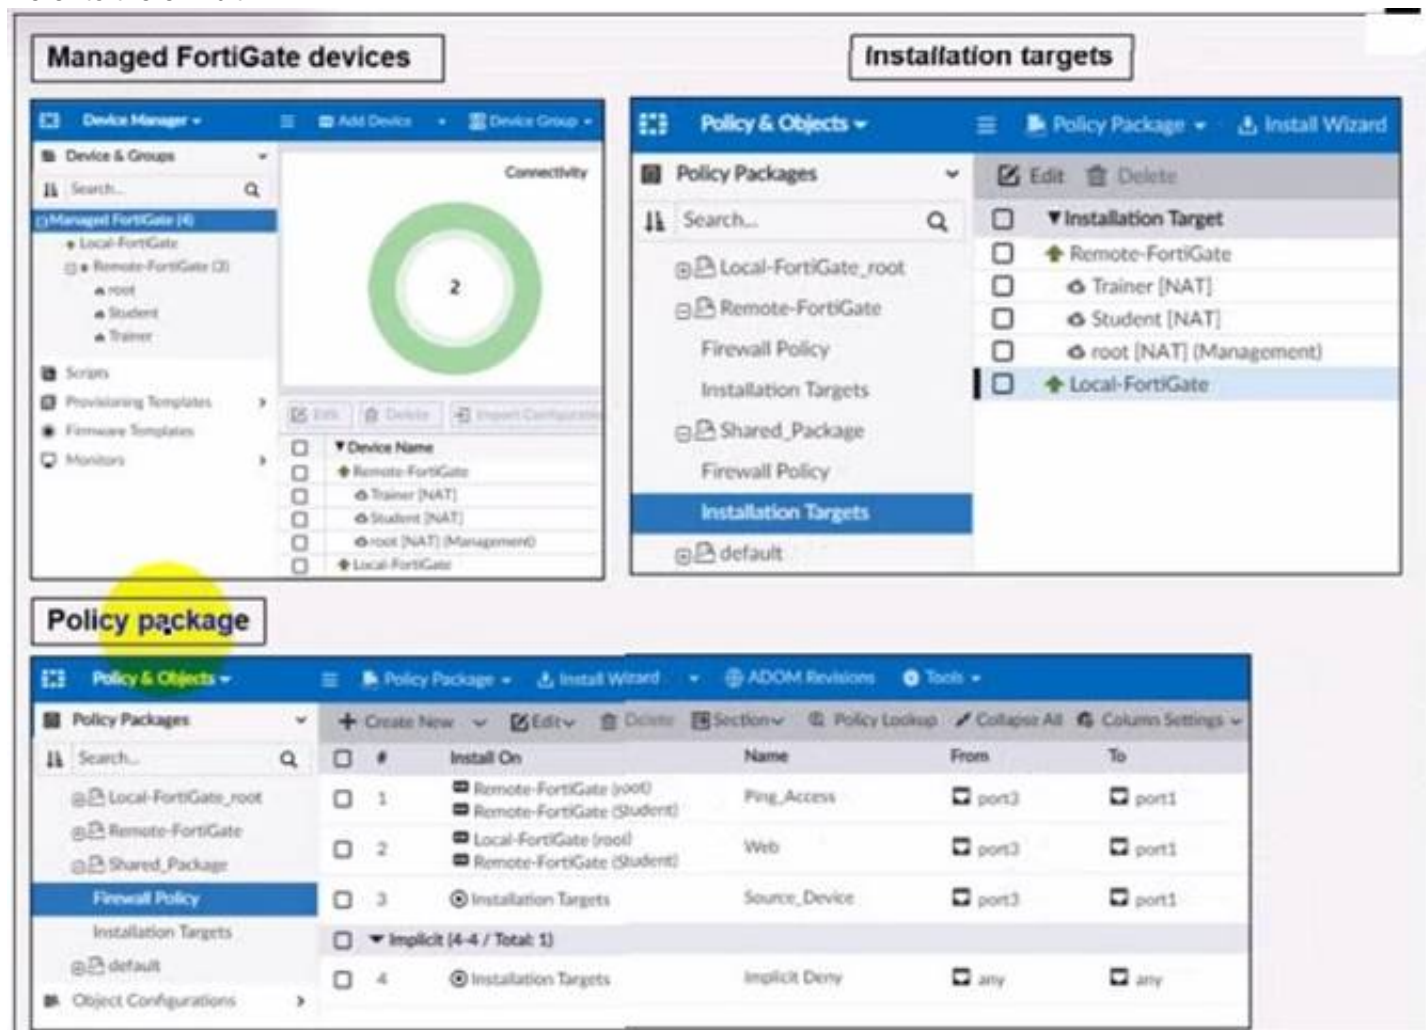 Managed FortiGate devices
Installation targets
Device Manager
Add Device
Device Group
Device & Groups
Search...
Managed FortiGate (4)
Local-FortiGate
Remote-FortiGate (3)
root
Student
Trainer
Scripts
Provisioning Templates
Firmware Templates
Monitors
Connectivity
2
Edit
Delete
Import Configuration
Device Name
Remote-FortiGate
Trainer [NAT]
Student [NAT]
root [NAT] (Management)
Local-FortiGate
Policy & Objects
Policy Package
Install Wizard
Policy Packages
Edit
Delete
Search...
Installation Target
Local-FortiGate_root
Remote-FortiGate
Remote-FortiGate
Trainer [NAT]
Firewall Policy
Student [NAT]
Installation Targets
root [NAT] (Management)
Shared_Package
Local-FortiGate
Firewall Policy
Installation Targets
default
Policy package
Policy & Objects
Policy Package
Install Wizard
ADOM Revisions
Tools
Policy Packages
Create New
Edit
Delete
Section
Policy Lookup
Collapse All
Column Settings
Search...
Local-FortiGate_root
Remote-FortiGate
Shared_Package
Firewall Policy
Installation Targets
default
Object Configurations
# Install On Name From To
1 Remote-FortiGate (root) Ping_Access port3 port1
Remote-FortiGate (Student)
2 Local-FortiGate (root) Web port3 port1
Remote-FortiGate (Student)
3 Installation Targets Source_Device port3 port1
Implicit (4-4 / Total: 1)
4 Installation Targets Implicit Deny any any